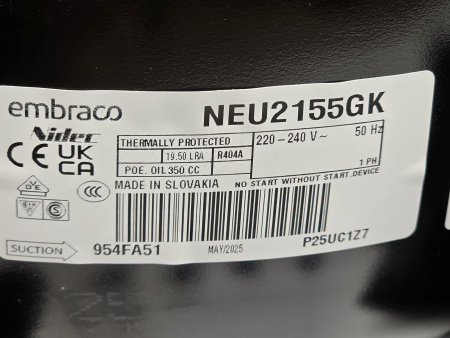 embraco NEU2155GK
Nidec
CE UK CA
THERMALLY PROTECTED
19.50 LRA R404A
POE. OIL 350 CC
220-240 V~ 50 Hz
1 PH
MADE IN SLOVAKIA NO START WITHOUT START.DEVICE
SUCTION
954FA51 MAY/2025 P25UC1Z7